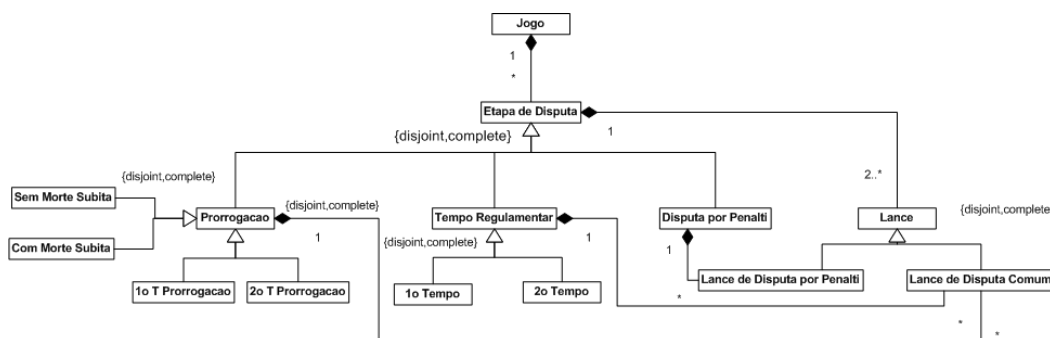 Jogo
1
*
Etapa de Disputa
1
{disjoint,complete}
{disjoint,complete}
2..*
Sem Morte Subita
{disjoint,complete}
{disjoint,complete
Prorrogacao
Tempo Regulamentar
Disputa por Penalti
Lance
1
{disjoint,complete}
1
1
Com Morte Subita
1o T Prorrogacao
2o T Prorrogacao
1o Tempo
2o Tempo
Lance de Disputa por Penalti
Lance de Disputa Comum
*
*
*